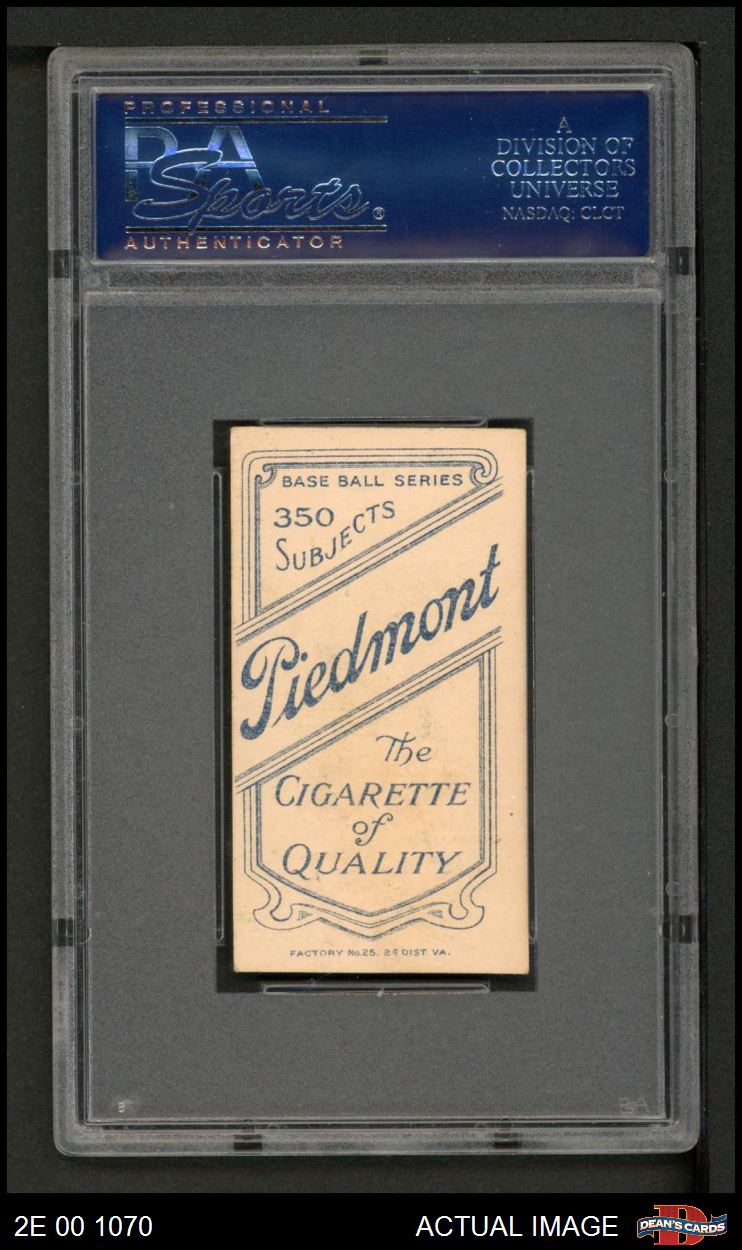 PROFESSIONAL
PSA
Sports®
AUTHENTICATOR
A
DIVISION OF
COLLECTORS
UNIVERSE
NASDAQ: CLCT
BASE BALL SERIES
350
SUBJECTS
Piedmont
The
CIGARETTE
of
QUALITY
FACTORY No.25. 2d DIST. VA.
PSA
2E 00 1070
ACTUAL IMAGE
DEAN'S CARDS